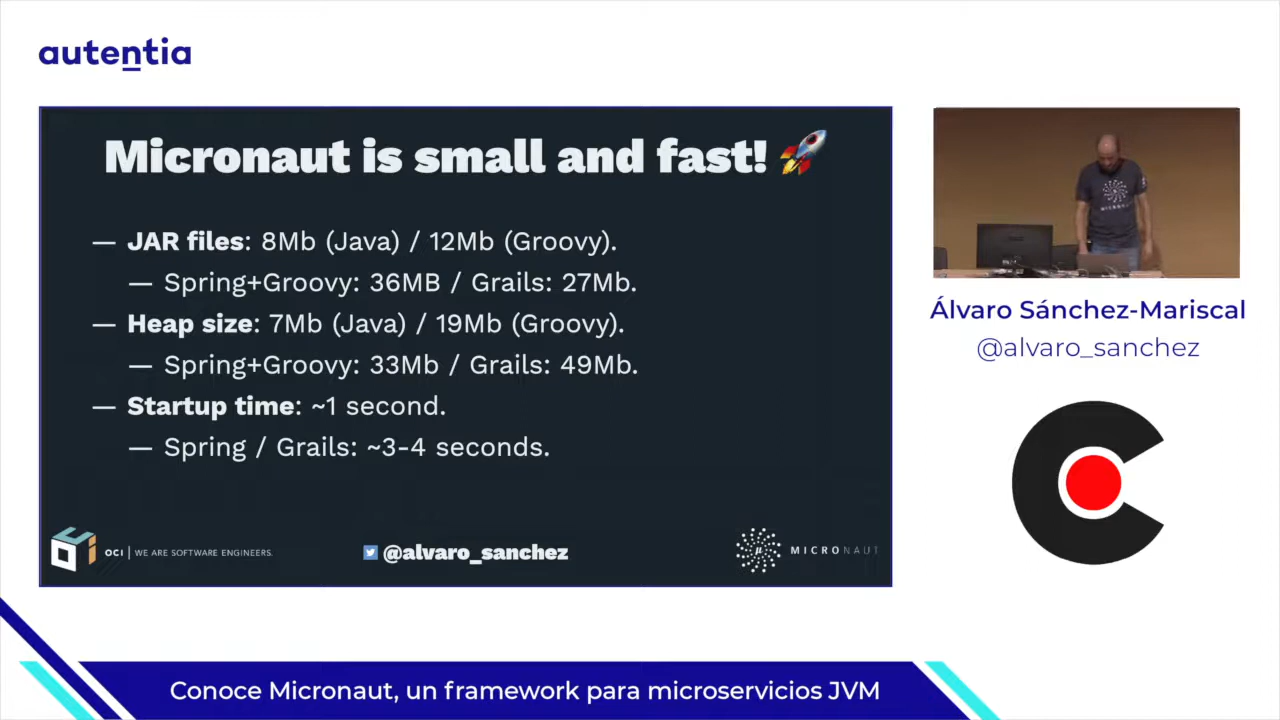 autentia
Micronaut is small and fast! 🚀
— JAR files: 8Mb (Java) / 12Mb (Groovy).
— Spring+Groovy: 36MB / Grails: 27Mb.
— Heap size: 7Mb (Java) / 19Mb (Groovy).
— Spring+Groovy: 33Mb / Grails: 49Mb.
— Startup time: ~1 second.
— Spring / Grails: ~3-4 seconds.
OCI | WE ARE SOFTWARE ENGINEERS.
@alvaro_sanchez
µ MICRONAUT
Álvaro Sánchez-Mariscal
@alvaro_sanchez
Conoce Micronaut, un framework para microservicios JVM